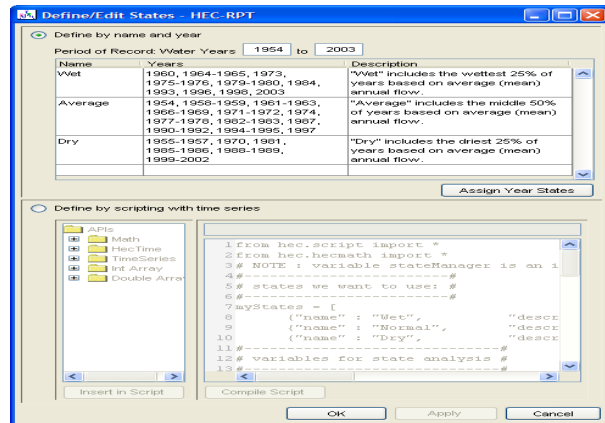 Define/Edit States - HEC-RPT
Define by name and year
Period of Record: Water Years 1954 to 2003
Name Years Description
Wet 1960, 1964-1965, 1973, "Wet" includes the wettest 25% of
1975-1976, 1979-1980, 1984, years based on average (mean)
1993, 1996, 1998, 2003 annual flow.
Average 1954, 1958-1959, 1961-1963, "Average" includes the middle 50%
1966-1969, 1971-1972, 1974, of years based on average (mean)
1977-1978, 1982-1983, 1987, annual flow.
1990-1992, 1994-1995, 1997
Dry 1955-1957, 1970, 1981, "Dry" includes the driest 25% of
1985-1986, 1988-1989, years based on average (mean)
1999-2002 annual flow.
Assign Year States
Define by scripting with time series
APIs
Math
HecTime
TimeSeries
Int Array
Double Arra
1 from hec.script import *
2 from hec.hecmath import *
3 # NOTE : variable stateManager is an i
4 #-----------------------#
5 # states we want to use: #
6 #-----------------------#
7 myStates = [
8 {"name" : "Wet", "descr
9 {"name" : "Normal", "descr
10 {"name" : "Dry", "descr
11 #-----------------------------#
12 # variables for state analysis #
13 #-----------------------------#
Insert in Script Compile Script
OK Apply Cancel